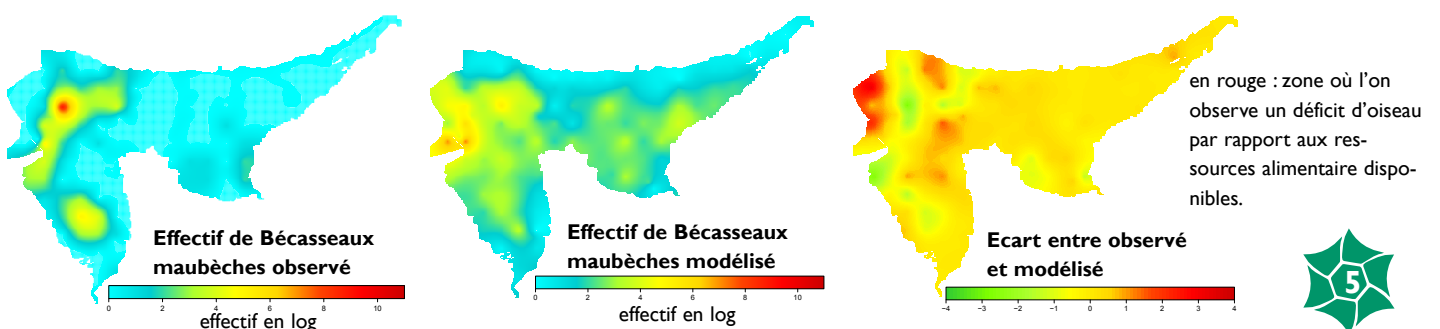 Effectif de Bécasseaux
maubèches observé
0 2 4 6 8 10
effectif en log
Effectif de Bécasseaux
maubèches modélisé
0 2 4 6 8 10
effectif en log
Ecart entre observé
et modélisé
−4 −3 −2 −1 0 1 2 3 4
en rouge : zone où l’on
observe un déficit d’oiseau
par rapport aux res-
sources alimentaire dispo-
nibles.
5